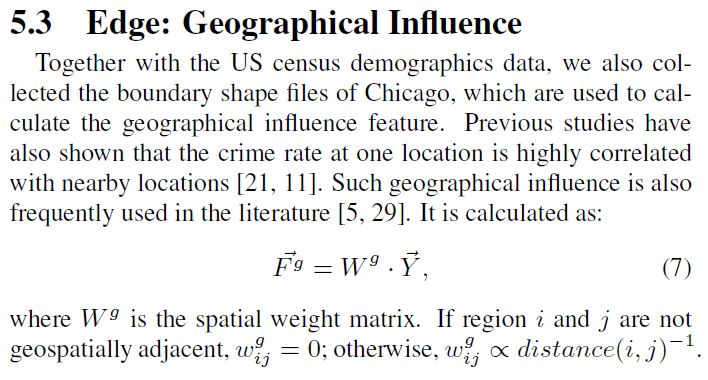 5.3 Edge: Geographical Influence
Together with the US census demographics data, we also col-
lected the boundary shape files of Chicago, which are used to cal-
culate the geographical influence feature. Previous studies have
also shown that the crime rate at one location is highly correlated
with nearby locations [21, 11]. Such geographical influence is also
frequently used in the literature [5, 29]. It is calculated as:
$\vec{F^g} = W^g \cdot \vec{Y},$ (7)
where $W^g$ is the spatial weight matrix. If region $i$ and $j$ are not
geospatially adjacent, $w^g_{ij} = 0$; otherwise, $w^g_{ij} \propto distance(i, j)^{-1}$.